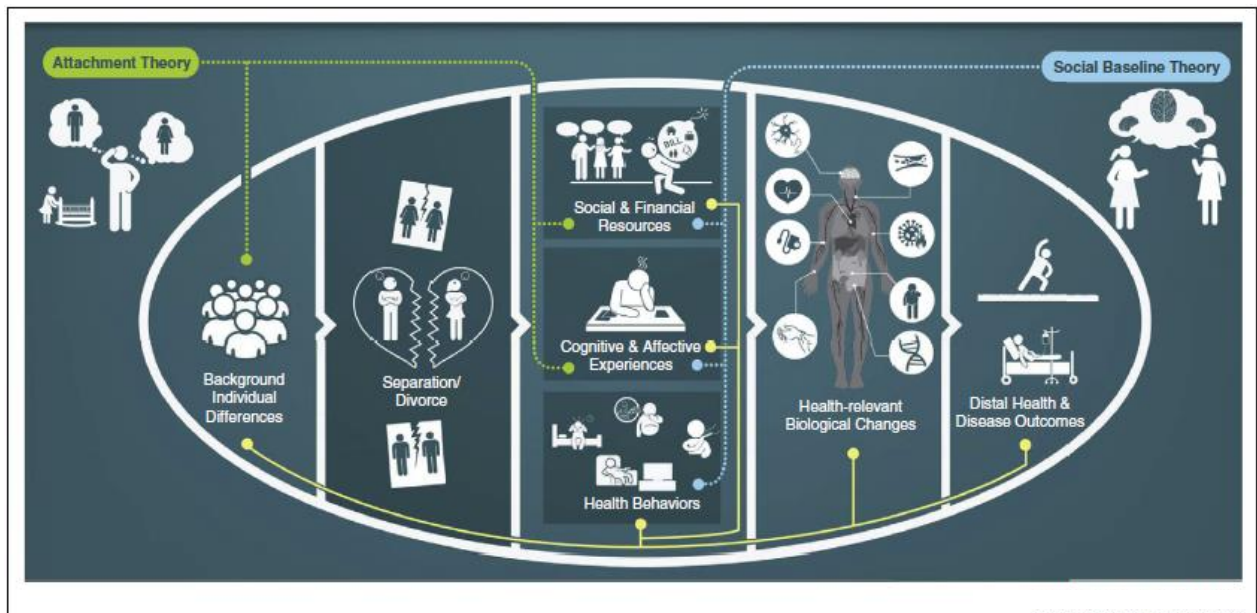 Attachment Theory
Social Baseline Theory
BILL
Social & Financial
Resources
Cognitive & Affective
Experiences
Background
Individual
Differences
Separation/
Divorce
Health-relevant
Biological Changes
Distal Health &
Disease Outcomes
Health Behaviors